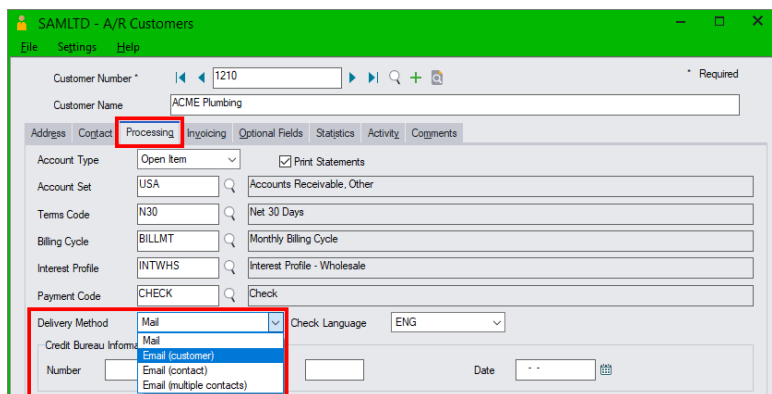 SAMLTD - A/R Customers
File Settings Help
Customer Number * 1210 * Required
Customer Name ACME Plumbing
Address Contact Processing Invoicing Optional Fields Statistics Activity Comments
Account Type Open Item Print Statements
Account Set USA Accounts Receivable, Other
Terms Code N30 Net 30 Days
Billing Cycle BILLMT Monthly Billing Cycle
Interest Profile INTWHS Interest Profile - Wholesale
Payment Code CHECK Check
Delivery Method Mail Check Language ENG
Mail
Credit Bureau Informa
Email (customer)
Number Email (contact) Date - -
Email (multiple contacts)